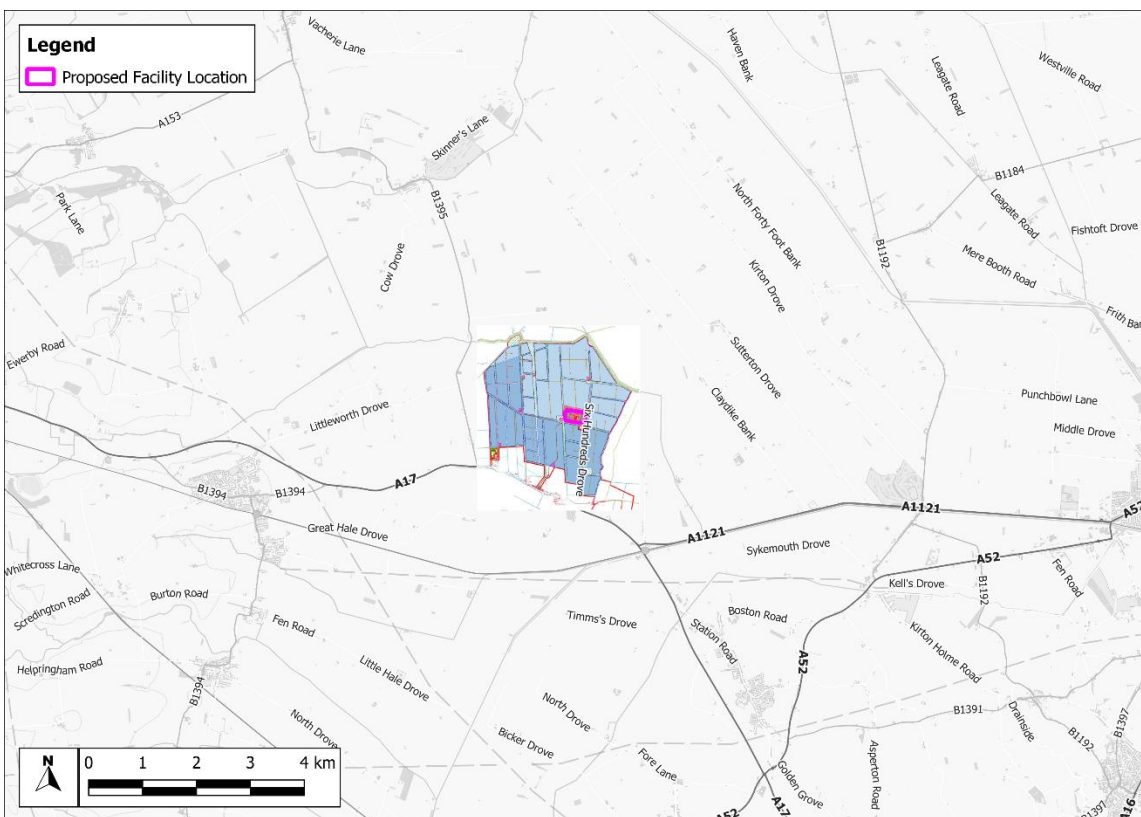 Legend
Proposed Facility Location
Vacherie Lane
Haven Bank
Leagate Road
Westville Road
A153
Skinner's Lane
B1184
Park Lane
B1395
North Forty Foot Bank
Leagate Road
Fishtoft Drove
Cow Drove
Kirton Drove
B1192
Mere Booth Road
Frith Ban
Ewerby Road
Sutterton Drove
Littleworth Drove
Six Hundreds Drove
Claydike Bank
Punchbowl Lane
Middle Drove
B1394
B1394
A17
A1121
A1121
A52
Great Hale Drove
Sykemouth Drove
A52
Whitecross Lane
Kell's Drove
B1192
Fen Road
Scredington Road
Burton Road
Fen Road
Timms's Drove
Boston Road
Station Road
Kirton Holme Road
A52
Helpringham Road
Little Hale Drove
B1394
North Drove
North Drove
Bicker Drove
B1391
Drainside
B1397
B1192
Fore Lane
Golden Grove
Asperton Road
A17
A52
B1397
A16
N
0 1 2 3 4 km